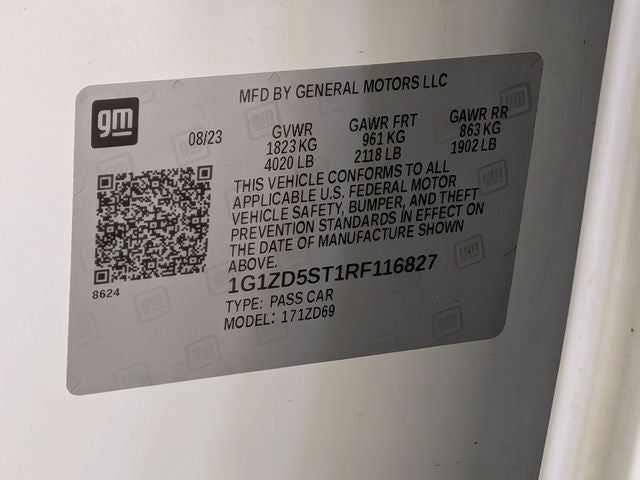 MFD BY GENERAL MOTORS LLC
gm
08/23 GVWR GAWR FRT GAWR RR
1823 KG 961 KG 863 KG
4020 LB 2118 LB 1902 LB
THIS VEHICLE CONFORMS TO ALL
APPLICABLE U.S. FEDERAL MOTOR
VEHICLE SAFETY, BUMPER, AND THEFT
PREVENTION STANDARDS IN EFFECT ON
THE DATE OF MANUFACTURE SHOWN
ABOVE.
8624
1G1ZD5ST1RF116827
TYPE: PASS CAR
MODEL: 171ZD69